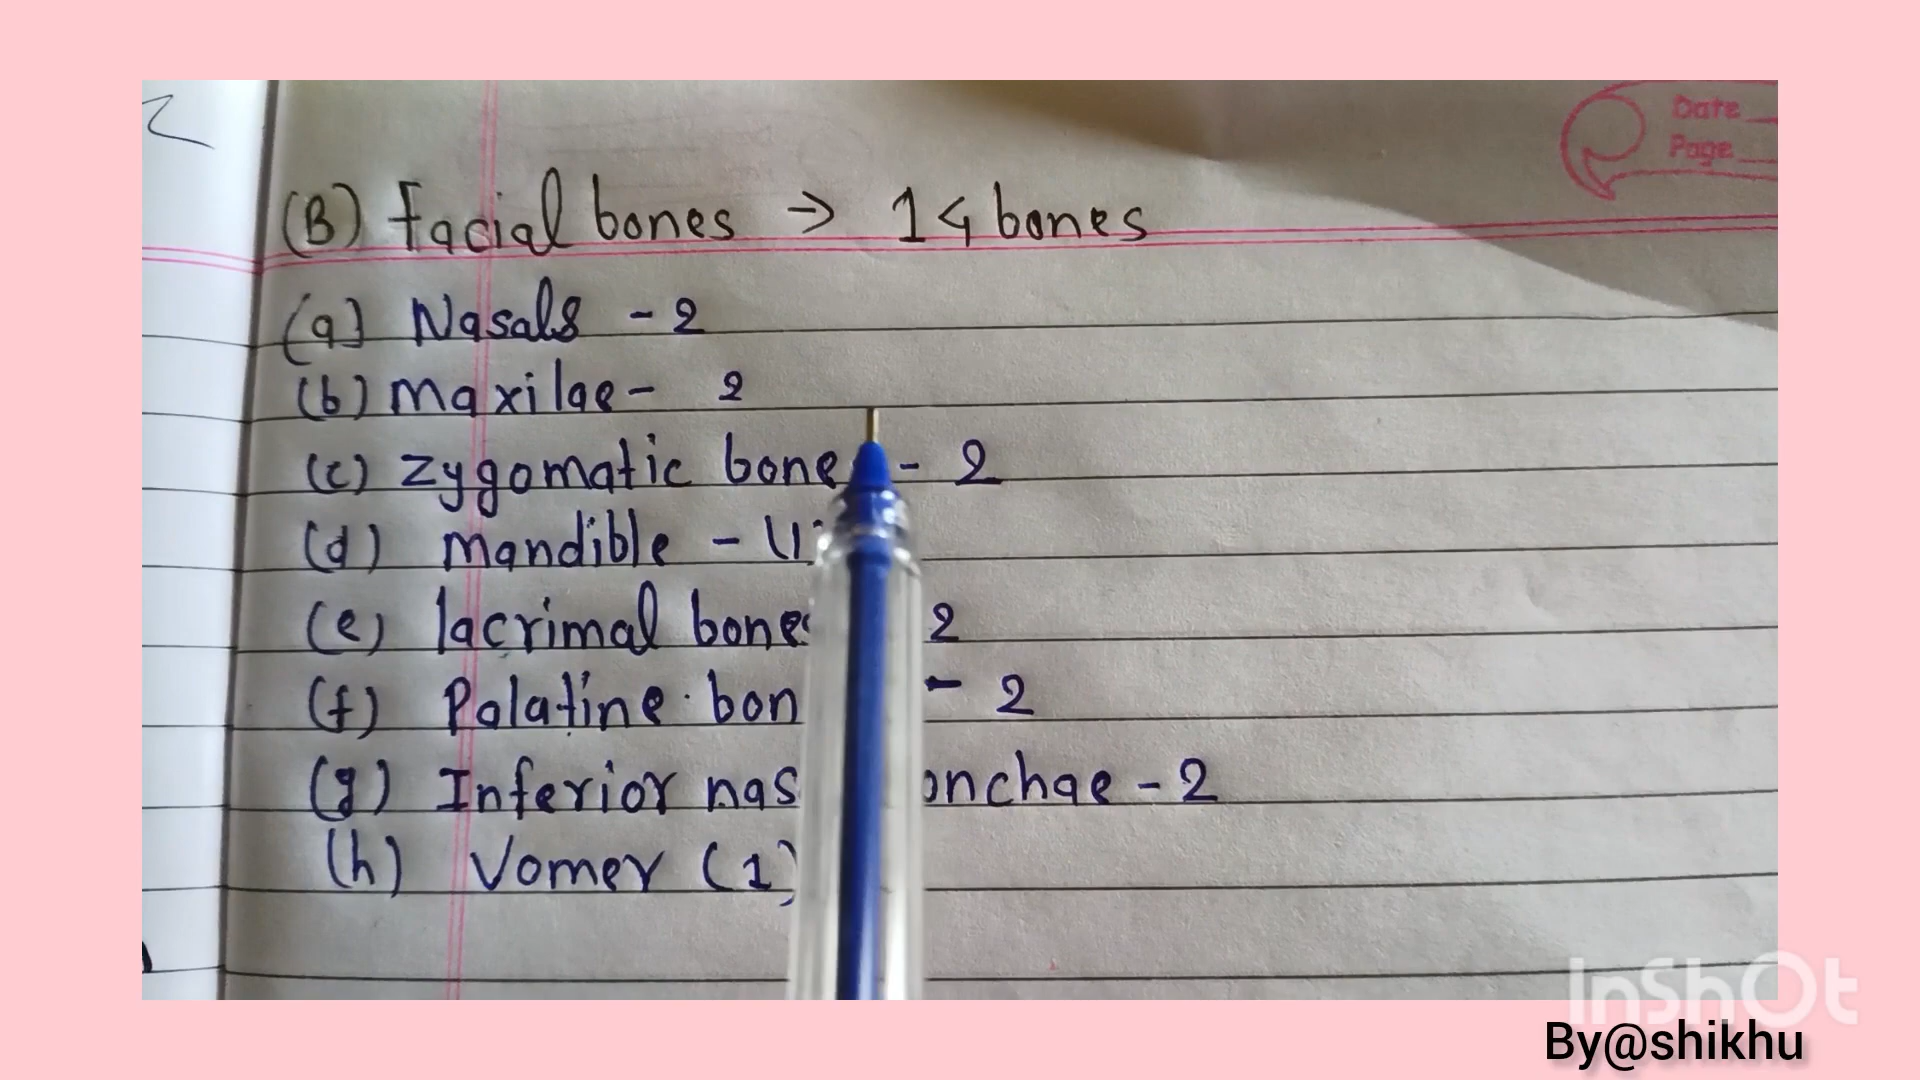 Date
Page
(B) Facial bones → 14 bones
(a) Nasals - 2
(b) Maxilae - 2
(c) Zygomatic bone - 2
(d) Mandible -
(e) lacrimal bones 2
(f) Palatine bon - 2
(g) Inferior nas onchae - 2
(h) Vomer (1)
InShOt
By@shikhu